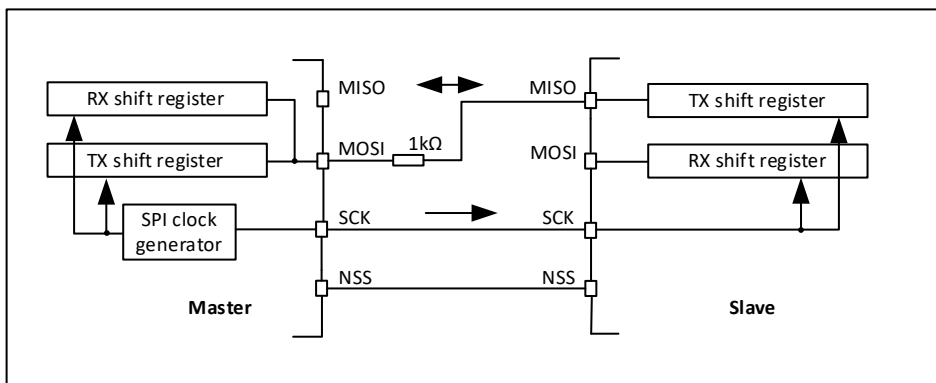 MISO
MISO
RX shift register
TX shift register
1kΩ
TX shift register
MOSI
MOSI
RX shift register
SPI clock
generator
SCK
SCK
NSS
NSS
Master
Slave